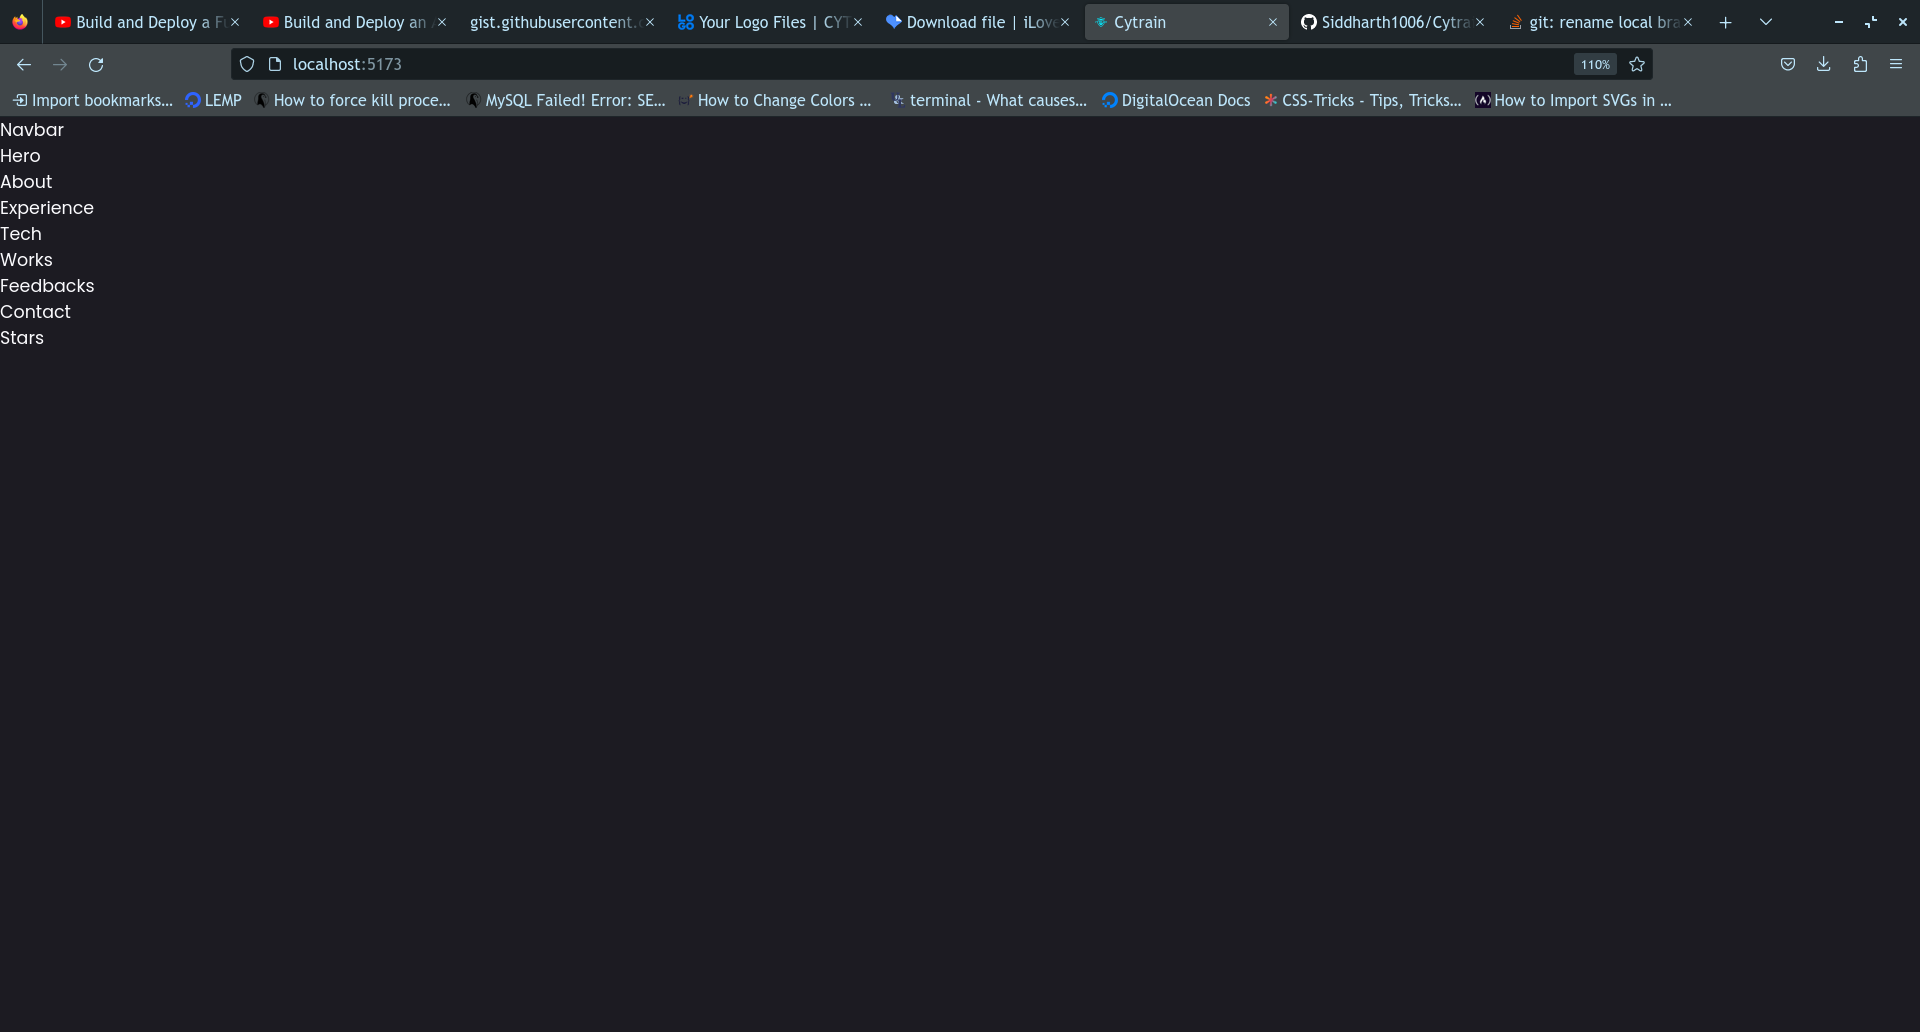 Build and Deploy a Fu
Build and Deploy an
gist.githubusercontent.c
Your Logo Files | CYT
Download file | iLove
Cytrain
Siddharth1006/Cytra
git: rename local bra
localhost:5173
110%
Import bookmarks...
LEMP
How to force kill proce...
MySQL Failed! Error: SE...
How to Change Colors ...
terminal - What causes...
DigitalOcean Docs
CSS-Tricks - Tips, Tricks...
How to Import SVGs in ...
Navbar
Hero
About
Experience
Tech
Works
Feedbacks
Contact
Stars